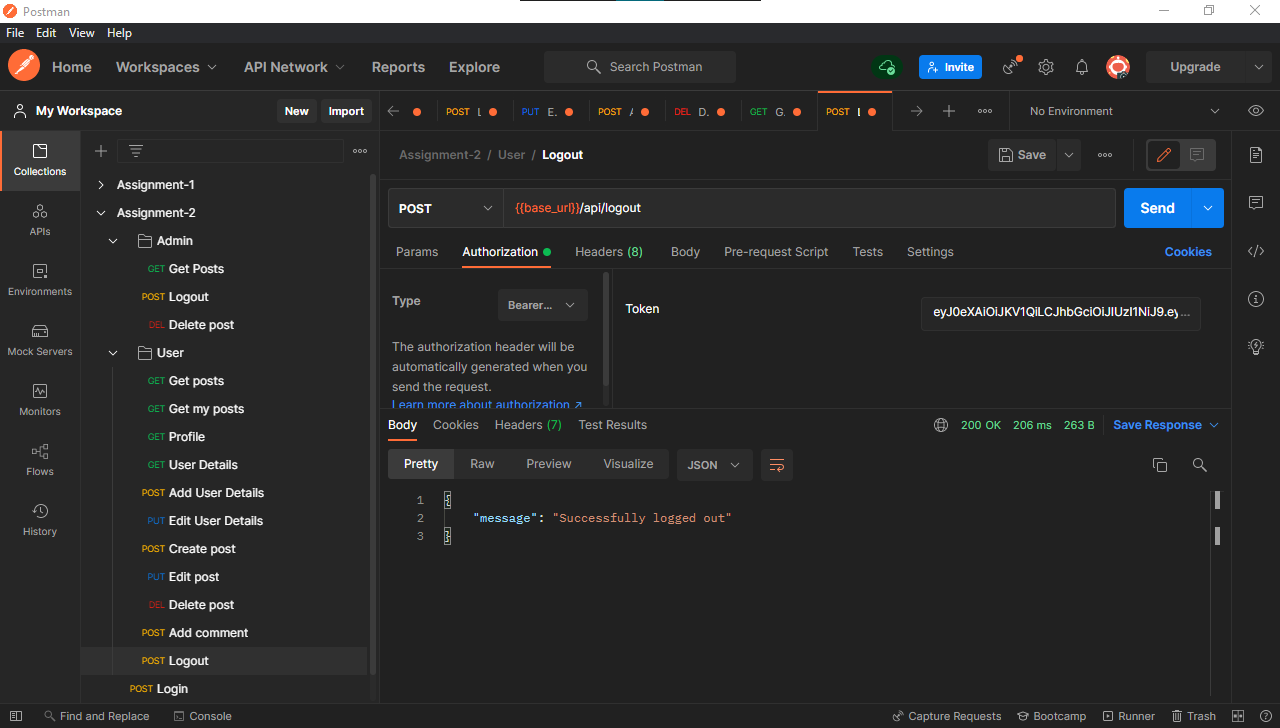 Postman
File Edit View Help
Home Workspaces API Network Reports Explore Search Postman Invite Upgrade
My Workspace New Import
POST PUT E. POST DEL D. GET G. POST No Environment
Collections
APIs
Environments
Mock Servers
Monitors
Flows
History
Assignment-1
Assignment-2
Admin
GET Get Posts
POST Logout
DEL Delete post
User
GET Get posts
GET Get my posts
GET Profile
GET User Details
POST Add User Details
PUT Edit User Details
POST Create post
PUT Edit post
DEL Delete post
POST Add comment
POST Logout
POST Login
Assignment-2 / User / Logout Save
POST {{base_url}}/api/logout Send
Params Authorization Headers (8) Body Pre-request Script Tests Settings Cookies
Type Bearer...
The authorization header will be
automatically generated when you
send the request.
Learn more about authorization ↗
Token eyJ0eXAiOiJKV1QiLCJhbGciOiJIUzI1NiJ9.ey...
Body Cookies Headers (7) Test Results 200 OK 206 ms 263 B Save Response
Pretty Raw Preview Visualize JSON
1 {
2 "message": "Successfully logged out"
3 }
Find and Replace Console Capture Requests Bootcamp Runner Trash